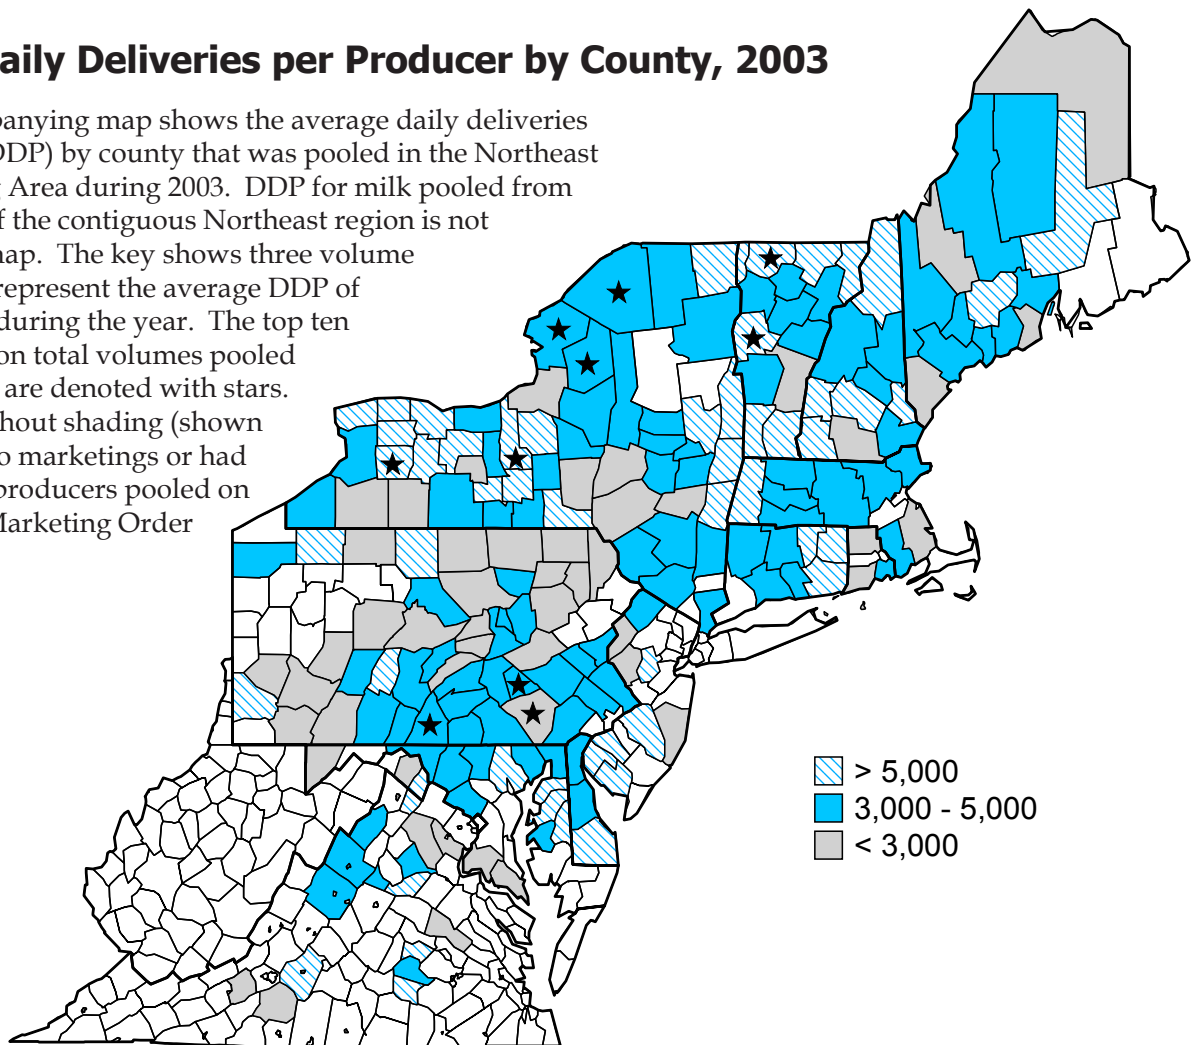 aily Deliveries per Producer by County, 2003
panying map shows the average daily deliveries
DDP) by county that was pooled in the Northeast
Area during 2003. DDP for milk pooled from
f the contiguous Northeast region is not
ap. The key shows three volume
represent the average DDP of
during the year. The top ten
on total volumes pooled
are denoted with stars.
hout shading (shown
o marketings or had
producers pooled on
Marketing Order
> 5,000
3,000 - 5,000
< 3,000